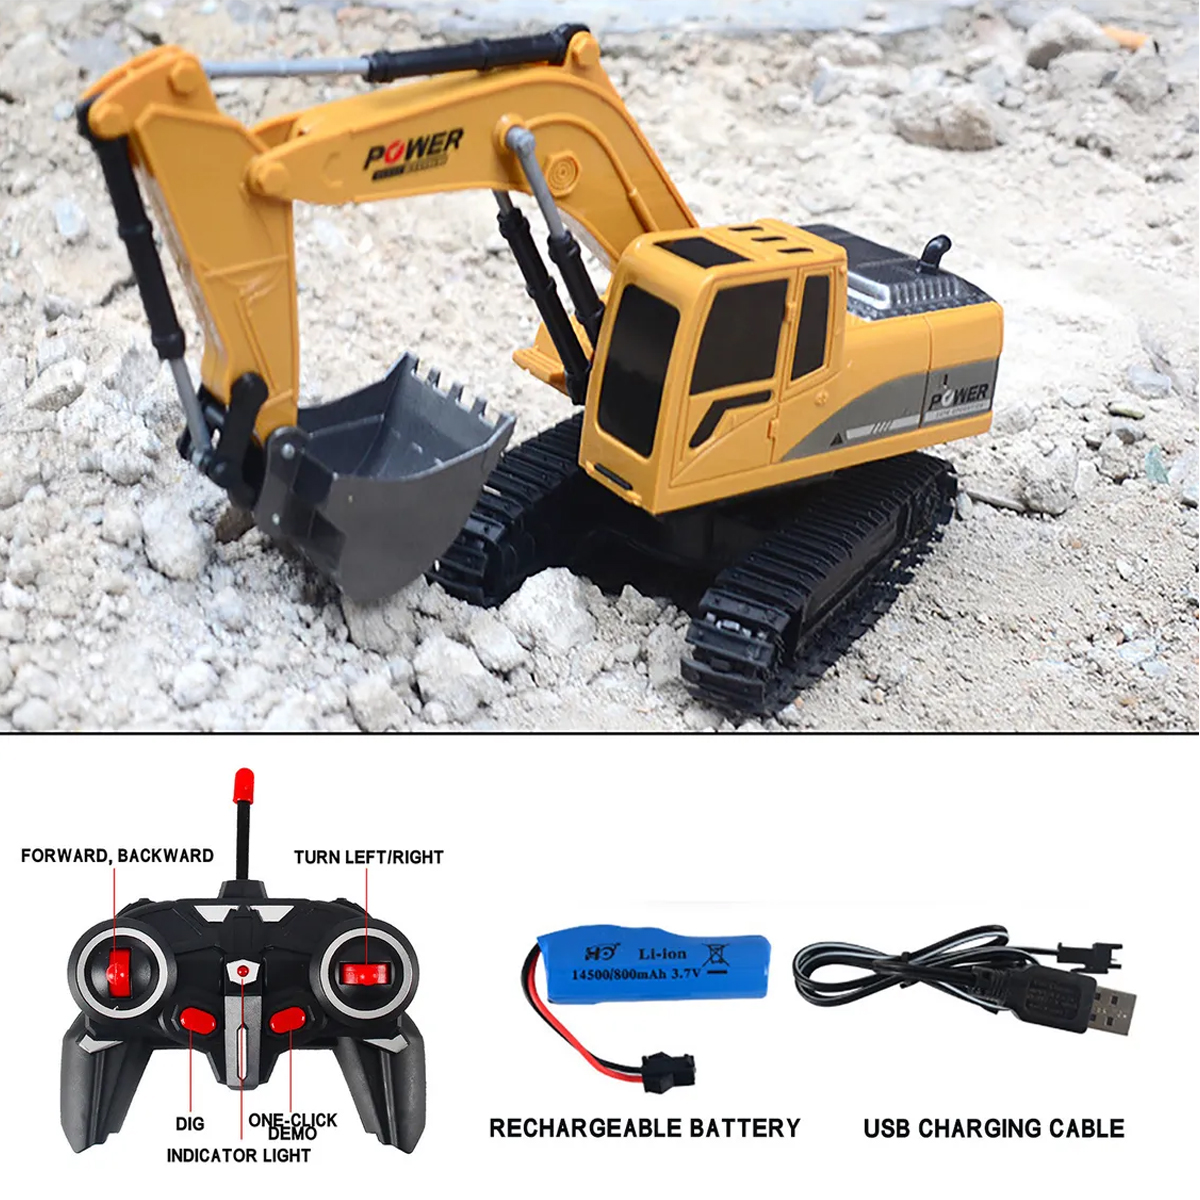 POWER
POWER
FORWARD, BACKWARD
TURN LEFT/RIGHT
Li-ion
14500/800mAh 3.7V
DIG
ONE-CLICK
DEMO
INDICATOR LIGHT
RECHARGEABLE BATTERY
USB CHARGING CABLE